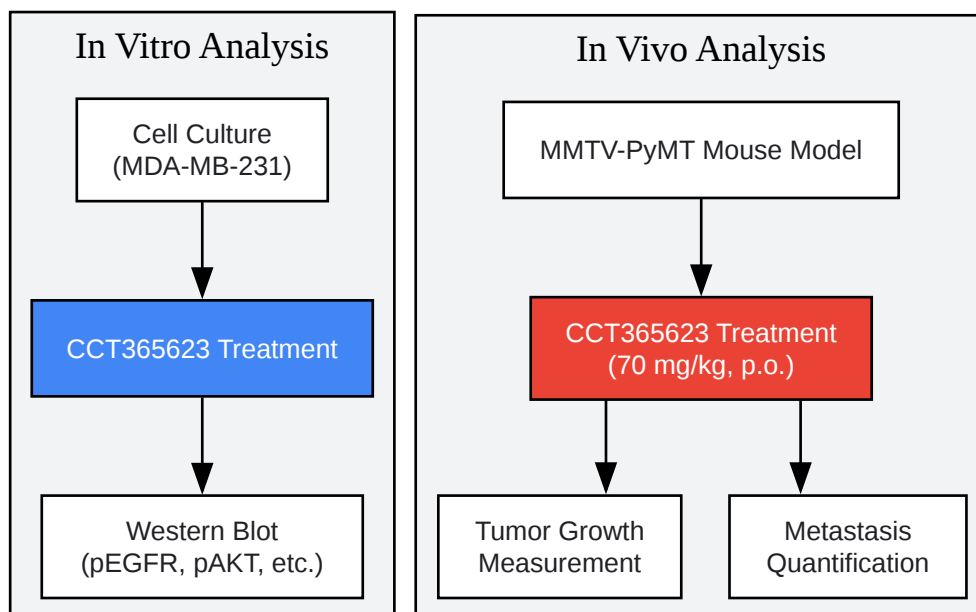 In Vitro Analysis
Cell Culture
(MDA-MB-231)
CCT365623 Treatment
Western Blot
(pEGFR, pAKT, etc.)
In Vivo Analysis
MMTV-PyMT Mouse Model
CCT365623 Treatment
(70 mg/kg, p.o.)
Tumor Growth
Measurement
Metastasis
Quantification